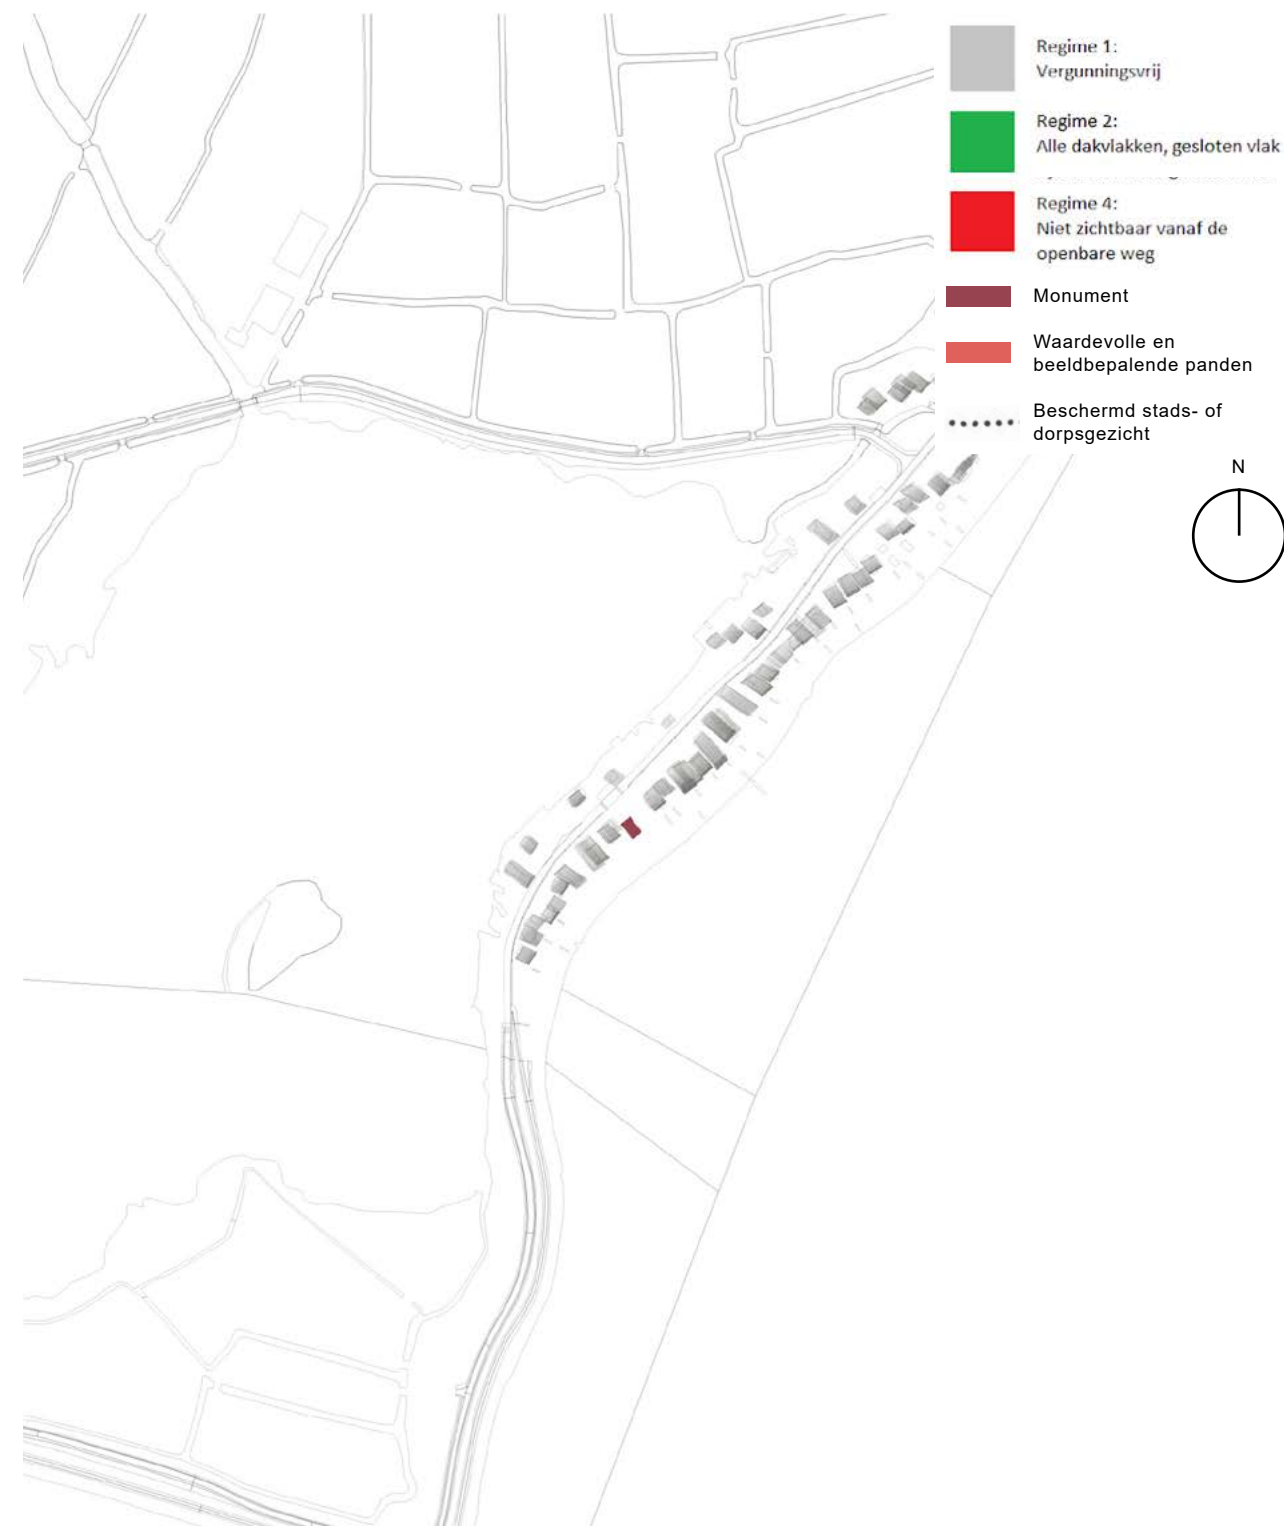 Regime 1:
Vergunningsvrij
Regime 2:
Alle dakvlakken, gesloten vlak
Regime 4:
Niet zichtbaar vanaf de
openbare weg
Monument
Waardevolle en
beeldbepalende panden
Beschermd stads- of
dorpsgezicht
N